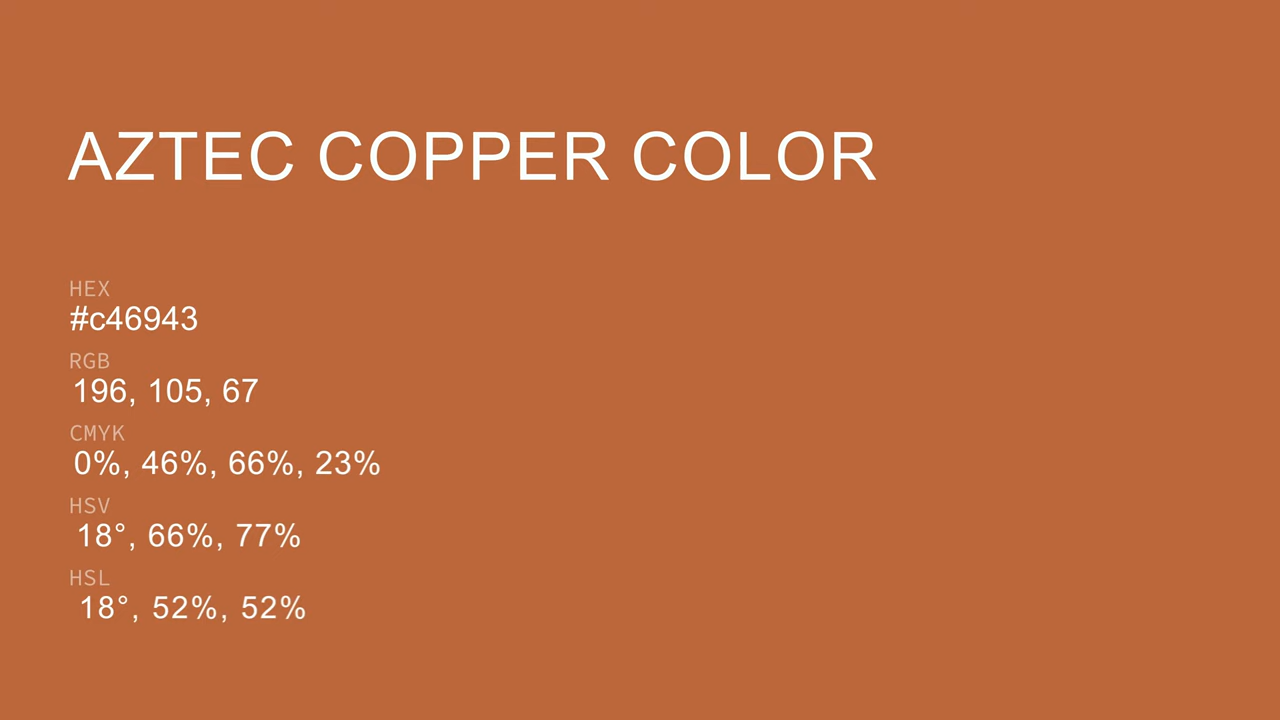 AZTEC COPPER COLOR
HEX
#c46943
RGB
196, 105, 67
CMYK
0%, 46%, 66%, 23%
HSV
18°, 66%, 77%
HSL
18°, 52%, 52%